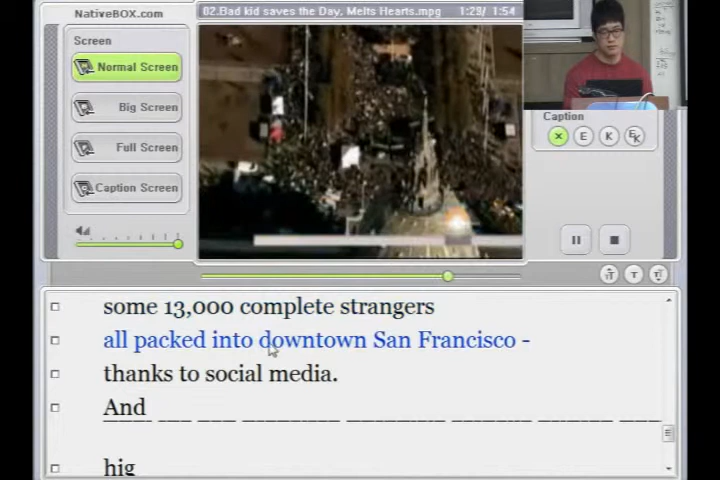 NativeBOX.com
02.Bad kid saves the Day, Melts Hearts.mpg 1:28/ 1:54
Screen
Normal Screen
Big Screen
Full Screen
Caption Screen
Caption
× E K EK
T T T
some 13,000 complete strangers
all packed into downtown San Francisco -
thanks to social media.
And
hig